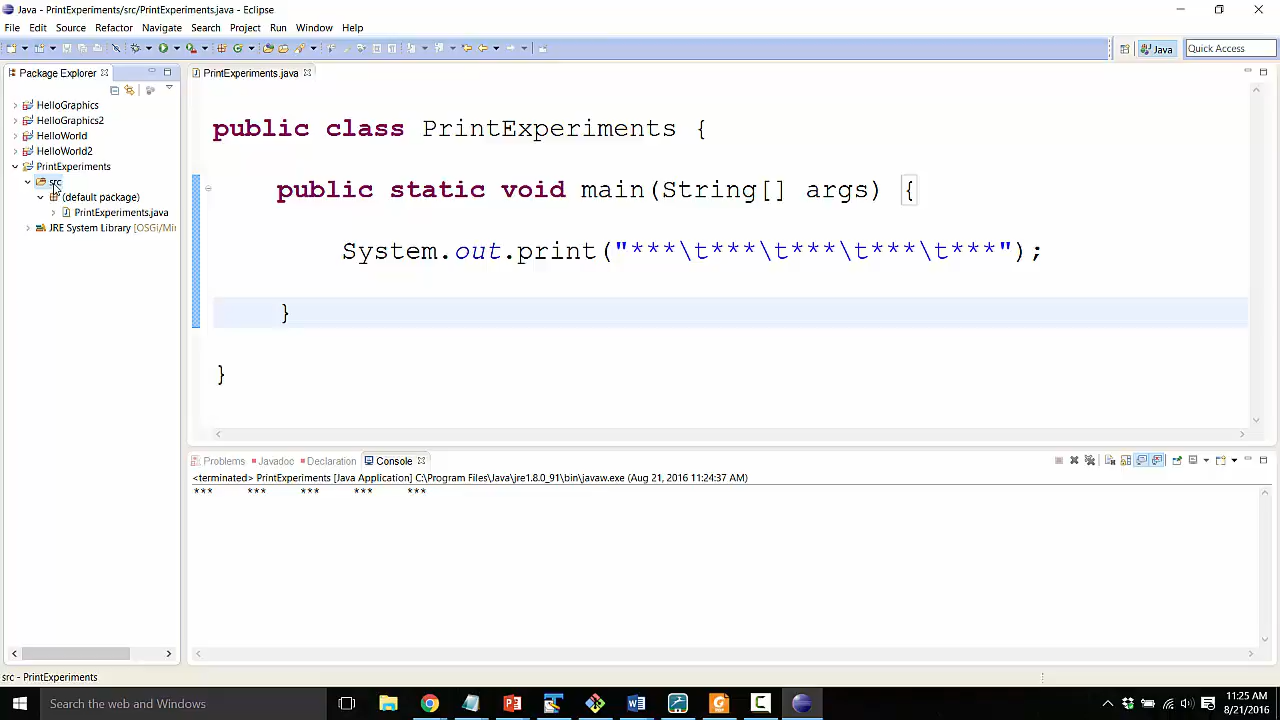 Java - PrintExperiments/src/PrintExperiments.java - Eclipse
File Edit Source Refactor Navigate Search Project Run Window Help
Java
Quick Access
Package Explorer
PrintExperiments.java
HelloGraphics
HelloGraphics2
HelloWorld
HelloWorld2
PrintExperiments
src
(default package)
PrintExperiments.java
JRE System Library [OSGi/Min
public class PrintExperiments {
public static void main(String[] args) {
System.out.print("***\t***\t***\t***\t***");
}
}
Problems Javadoc Declaration Console
<terminated> PrintExperiments [Java Application] C:\Program Files\Java\jre1.8.0_91\bin\javaw.exe (Aug 21, 2016 11:24:37 AM)
*** *** *** *** ***
src - PrintExperiments
Search the web and Windows
11:25 AM
8/21/2016